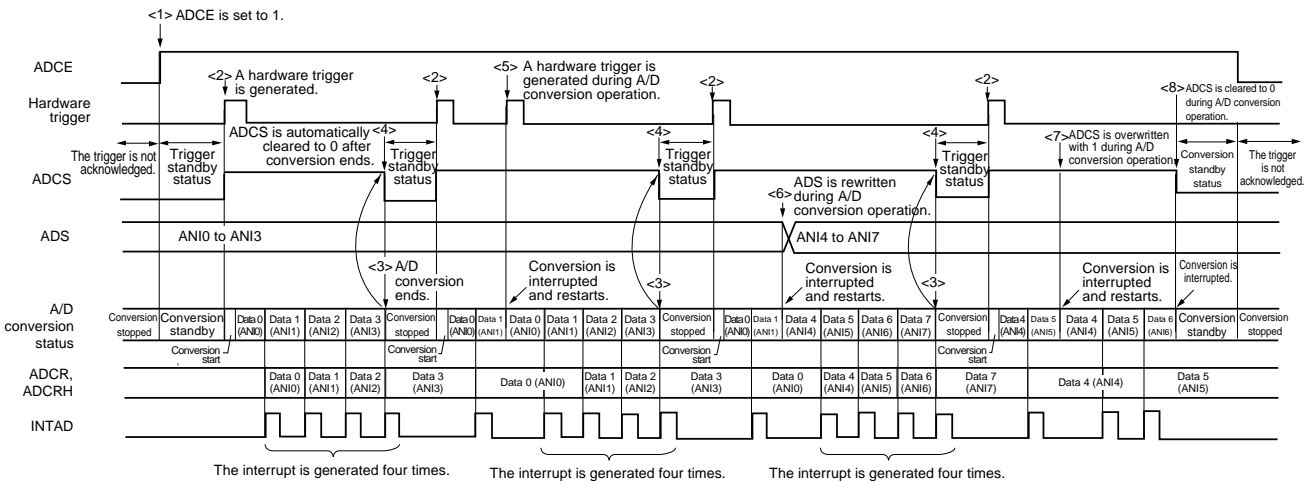 <1> ADCE is set to 1.
ADCE
<2> A hardware trigger
is generated.
<2>
<5> A hardware trigger is
generated during A/D
conversion operation.
<2>
<2>
<8> ADCS is cleared to 0
during A/D conversion
operation.
Hardware
trigger
ADCS is automatically
cleared to 0 after
conversion ends.
<4>
<4>
<4>
<7> ADCS is overwritten
with 1 during A/D
conversion operation.
The trigger is not
acknowledged.
Trigger
standby
status
Trigger
standby
status
Trigger
standby
status
Trigger
standby
status
Conversion
standby
status
The trigger
is not
acknowledged.
ADCS
<6>
ADS is rewritten
during A/D
conversion operation.
ADS
ANI0 to ANI3
ANI4 to ANI7
<3> A/D
conversion
ends.
Conversion is
interrupted
and restarts.
<3>
Conversion is
interrupted
and restarts.
<3>
Conversion is
interrupted
and restarts.
Conversion is
interrupted.
A/D
conversion
status
Conversion
stopped
Conversion
standby
Data 0
(ANI0)
Data 1
(ANI1)
Data 2
(ANI2)
Data 3
(ANI3)
Conversion
stopped
Data 0
(ANI0)
Data 1
(ANI1)
Data 0
(ANI0)
Data 1
(ANI1)
Data 2
(ANI2)
Data 3
(ANI3)
Conversion
stopped
Data 0
(ANI0)
Data 1
(ANI1)
Data 4
(ANI4)
Data 5
(ANI5)
Data 6
(ANI6)
Data 7
(ANI7)
Conversion
stopped
Data 4
(ANI4)
Data 5
(ANI5)
Data 4
(ANI4)
Data 5
(ANI5)
Data 6
(ANI6)
Conversion
standby
Conversion
stopped
Conversion
start
Conversion
start
Conversion
start
Conversion
start
ADCR,
ADCRH
Data 0
(ANI0)
Data 1
(ANI1)
Data 2
(ANI2)
Data 3
(ANI3)
Data 0 (ANI0)
Data 1
(ANI1)
Data 2
(ANI2)
Data 3
(ANI3)
Data 0
(ANI0)
Data 4
(ANI4)
Data 5
(ANI5)
Data 6
(ANI6)
Data 7
(ANI7)
Data 4 (ANI4)
Data 5
(ANI5)
INTAD
The interrupt is generated four times.
The interrupt is generated four times.
The interrupt is generated four times.